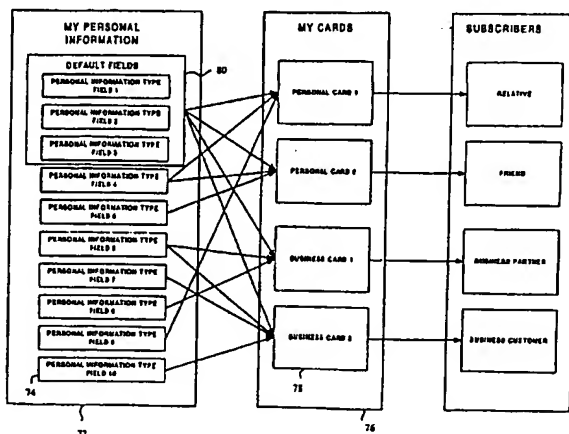 MY PERSONAL
INFORMATION
DEFAULT FIELDS
PERSONAL INFORMATION TYPE
FIELD 1
PERSONAL INFORMATION TYPE
FIELD 2
PERSONAL INFORMATION TYPE
FIELD 3
PERSONAL INFORMATION TYPE
FIELD 4
PERSONAL INFORMATION TYPE
FIELD 5
PERSONAL INFORMATION TYPE
FIELD 6
PERSONAL INFORMATION TYPE
FIELD 7
PERSONAL INFORMATION TYPE
FIELD 8
PERSONAL INFORMATION TYPE
FIELD 9
PERSONAL INFORMATION TYPE
FIELD 10
74
80
MY CARDS
PERSONAL CARD 1
PERSONAL CARD 2
BUSINESS CARD 1
BUSINESS CARD 2
76
SUBSCRIBERS
RELATIVE
FRIEND
BUSINESS PARTNER
BUSINESS CUSTOMER